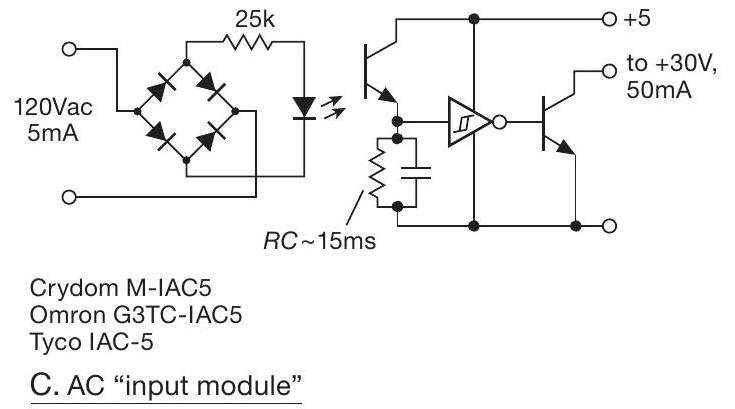 25k
+5
to +30V,
50mA
120Vac
5mA
RC~15ms
Crydom M-IAC5
Omron G3TC-IAC5
Tyco IAC-5
C. AC “input module”